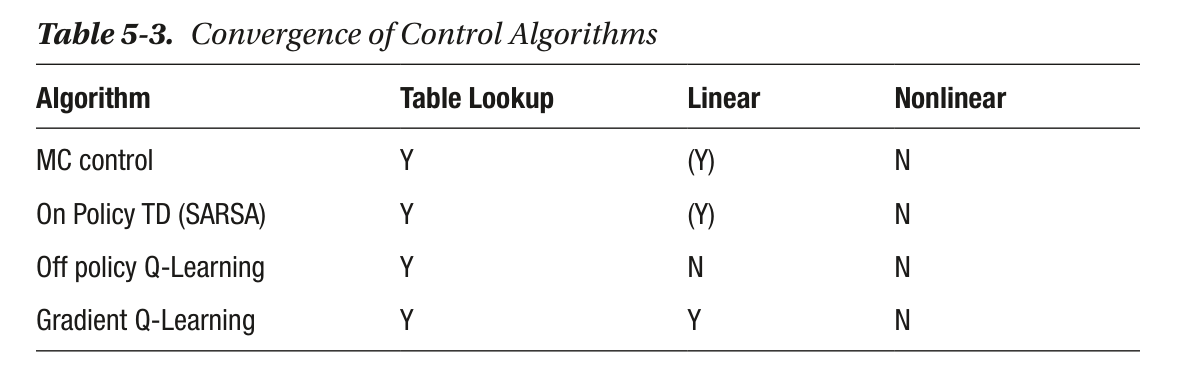 Table 5-3. Convergence of Control Algorithms
Algorithm Table Lookup Linear Nonlinear
MC control Y (Y) N
On Policy TD (SARSA) Y (Y) N
Off policy Q-Learning Y N N
Gradient Q-Learning Y Y N